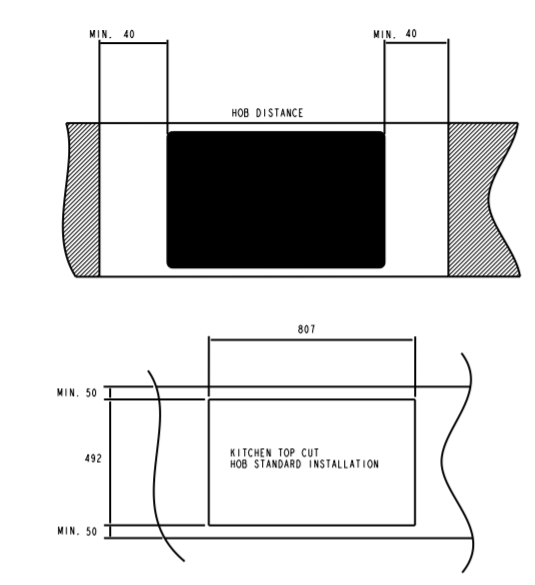 MIN. 40
MIN. 40
HOB DISTANCE
807
MIN. 50
492
KITCHEN TOP CUT
HOB STANDARD INSTALLATION
MIN. 50